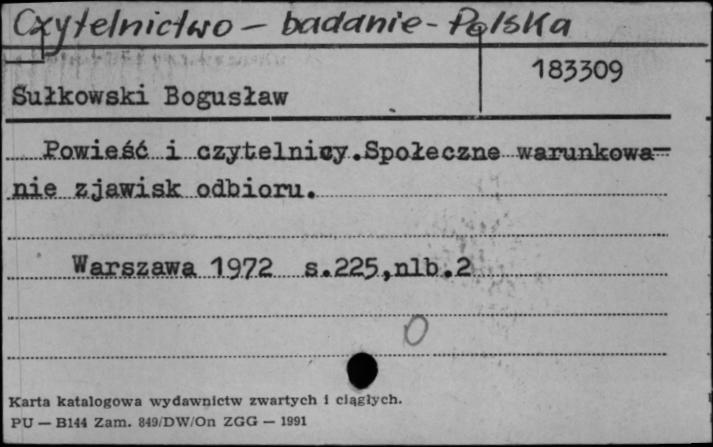 Czytelnictwo - badanie - Polska
183309
Sułkowski Bogusław
Powieść i czytelnicy.Społeczne warunkowa-
nie zjawisk odbioru.
Warszawa 1972 s.225,nlb.2
0
Karta katalogowa wydawnictw zwartych i ciągłych.
PU — B144 Zam. 849/DW/On ZGG — 1991